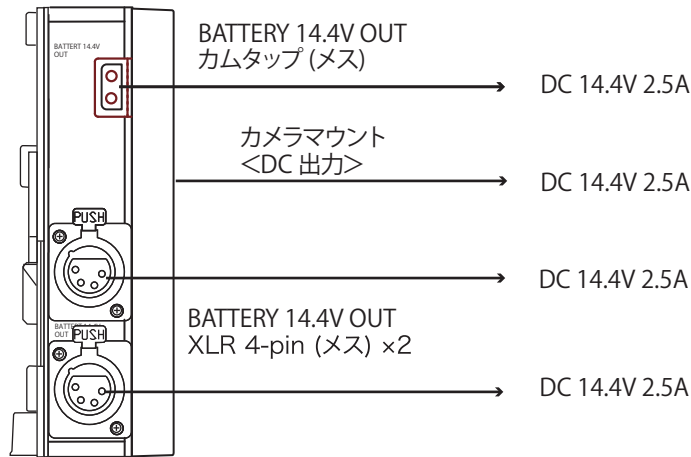 BATTERT 14.4V
OUT
BATTERY 14.4V OUT
カムタップ (メス)
DC 14.4V 2.5A
カメラマウント
<DC 出力>
DC 14.4V 2.5A
PUSH
DC 14.4V 2.5A
BATTERY 14.4V OUT
XLR 4-pin (メス) ×2
OUT
PUSH
DC 14.4V 2.5A